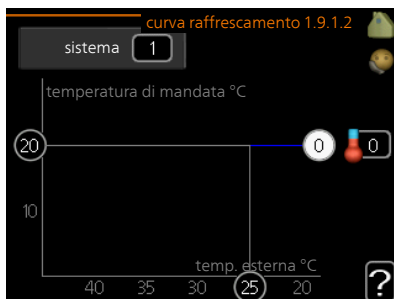 curva raffrescamento 1.9.1.2
sistema 1
temperatura di mandata °C
20 0 0
10
temp. esterna °C
40 35 30 25 20 ?